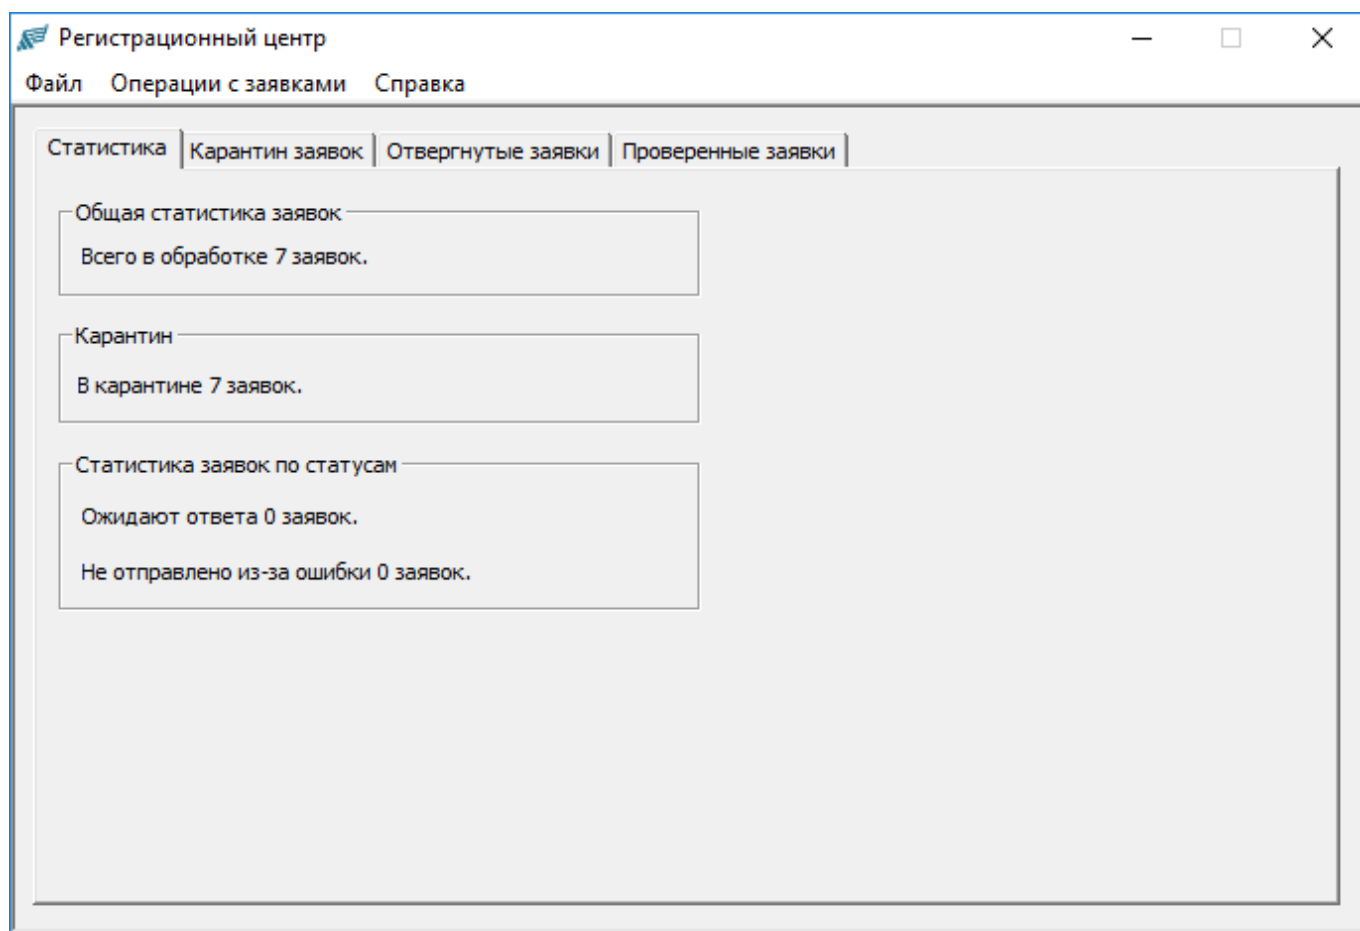 Регистрационный центр
Файл Операции с заявками Справка
Статистика Карантин заявок Отвергнутые заявки Проверенные заявки
Общая статистика заявок
Всего в обработке 7 заявок.
Карантин
В карантине 7 заявок.
Статистика заявок по статусам
Ожидают ответа 0 заявок.
Не отправлено из-за ошибки 0 заявок.